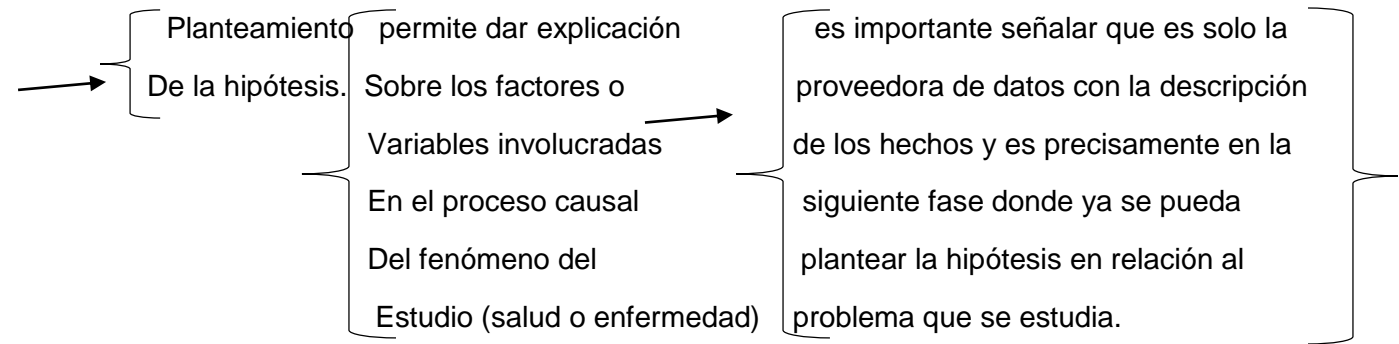 Planteamiento
De la hipótesis.
permite dar explicación
Sobre los factores o
Variables involucradas
En el proceso causal
Del fenómeno del
Estudio (salud o enfermedad)
es importante señalar que es solo la
proveedora de datos con la descripción
de los hechos y es precisamente en la
siguiente fase donde ya se pueda
plantear la hipótesis en relación al
problema que se estudia.